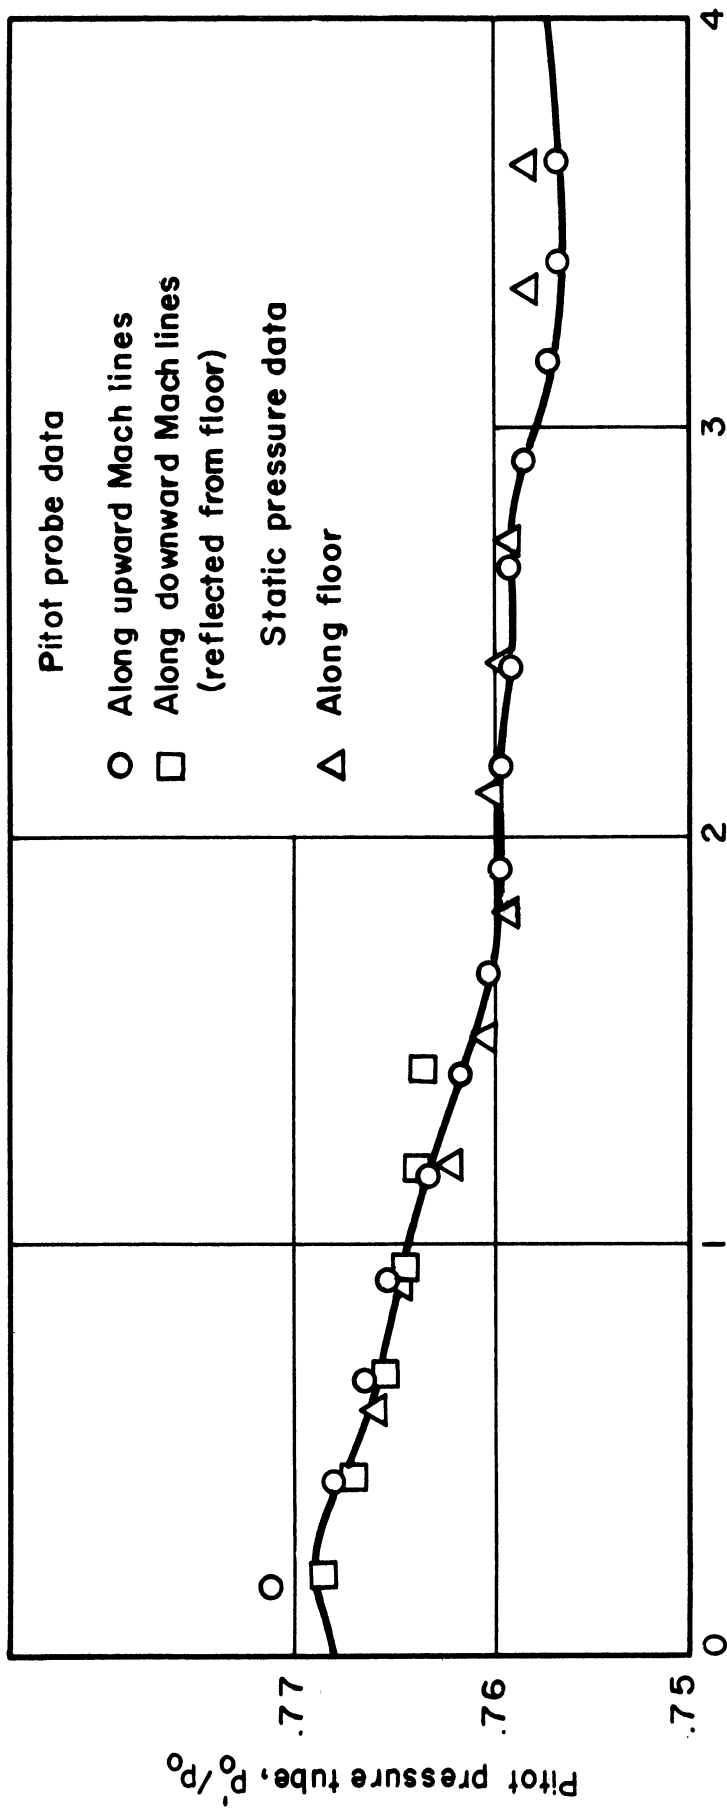 Pitot probe data
Along upward Mach lines
Along downward Mach lines
(reflected from floor)
Static pressure data
Along floor
Pitot pressure tube, p₀′/p₀
.77
.76
.75
0
1
2
3
4